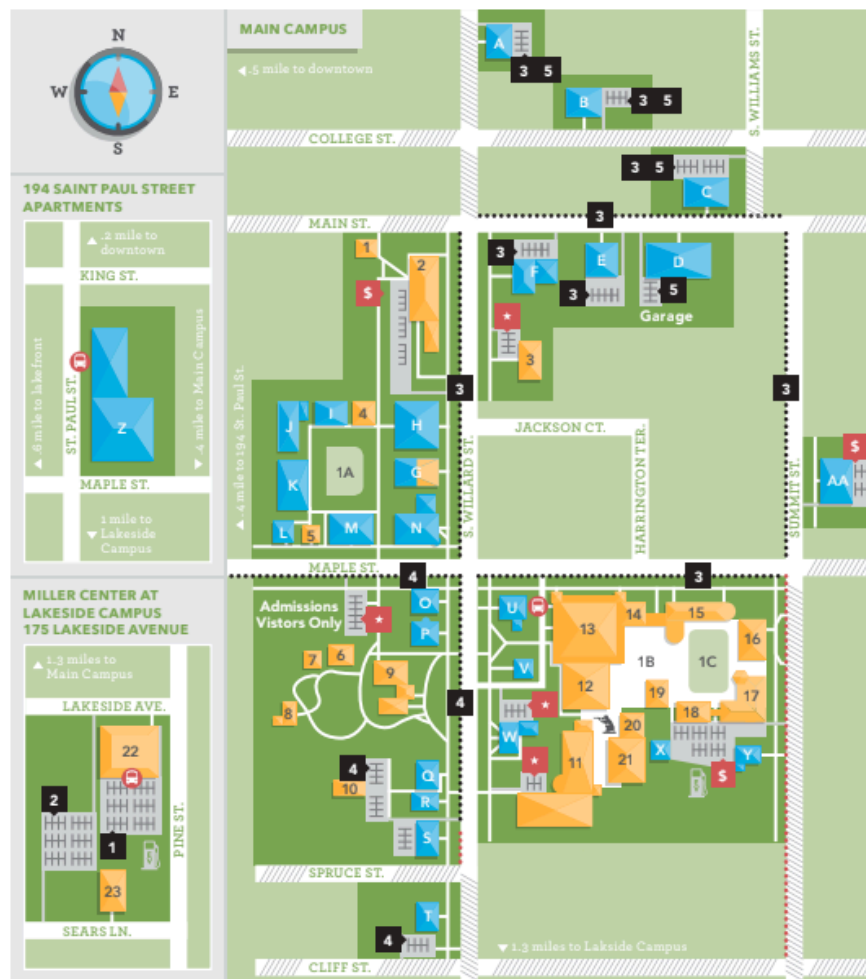 N
W
E
S
194 SAINT PAUL STREET
APARTMENTS
.2 mile to
downtown
KING ST.
.6 mile to lakefront
ST. PAUL ST.
Z
.4 mile to Main Campus
MAPLE ST.
1 mile to
Lakeside
Campus
MILLER CENTER AT
LAKESIDE CAMPUS
175 LAKESIDE AVENUE
1.3 miles to
Main Campus
LAKESIDE AVE.
22
2
1
PINE ST.
23
SEARS LN.
MAIN CAMPUS
.5 mile to downtown
A
3 5
B
3 5
S. WILLIAMS ST.
COLLEGE ST.
3 5
C
MAIN ST.
3
1
2
$
3
F
E
3
D
5
Garage
★
3
3
3
.4 mile to 194 St. Paul St.
J
I
4
H
K
1A
G
L
5
M
N
S. WILLARD ST.
JACKSON CT.
HARRINGTON TER.
SUMMIT ST.
$
AA
MAPLE ST.
4
3
Admissions
Vistors Only
★
O
P
7
6
9
8
4
U
13
14
15
16
V
12
1B
1C
19
17
18
★
W
20
X
Y
★
11
21
$
4
10
Q
R
S
SPRUCE ST.
T
4
1.3 miles to Lakside Campus
CLIFF ST.